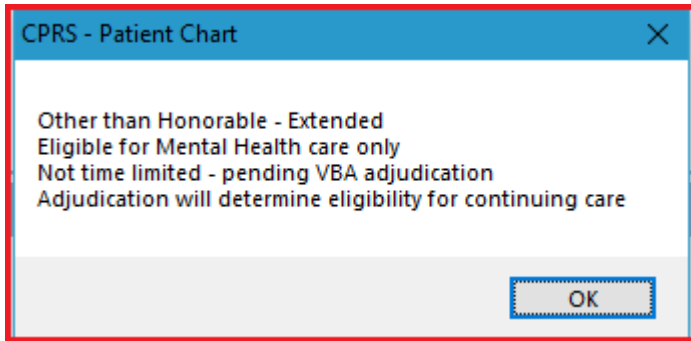 CPRS - Patient Chart
Other than Honorable - Extended
Eligible for Mental Health care only
Not time limited - pending VBA adjudication
Adjudication will determine eligibility for continuing care
OK